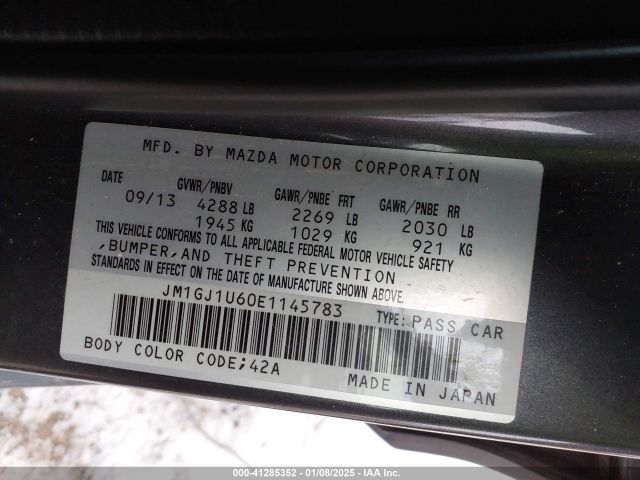 MFD. BY MAZDA MOTOR CORPORATION
DATE GVWR/PNBV GAWR/PNBE FRT GAWR/PNBE RR
09/13 4288 LB 2269 LB 2030 LB
1945 KG 1029 KG 921 KG
THIS VEHICLE CONFORMS TO ALL APPLICABLE FEDERAL MOTOR VEHICLE SAFETY
,BUMPER,AND THEFT PREVENTION
STANDARDS IN EFFECT ON THE DATE OF MANUFACTURE SHOWN ABOVE.
JM1GJ1U60E1145783 TYPE: PASS CAR
BODY COLOR CODE;42A
MADE IN JAPAN
000-41285352 • 01/08/2025 • IAA Inc.